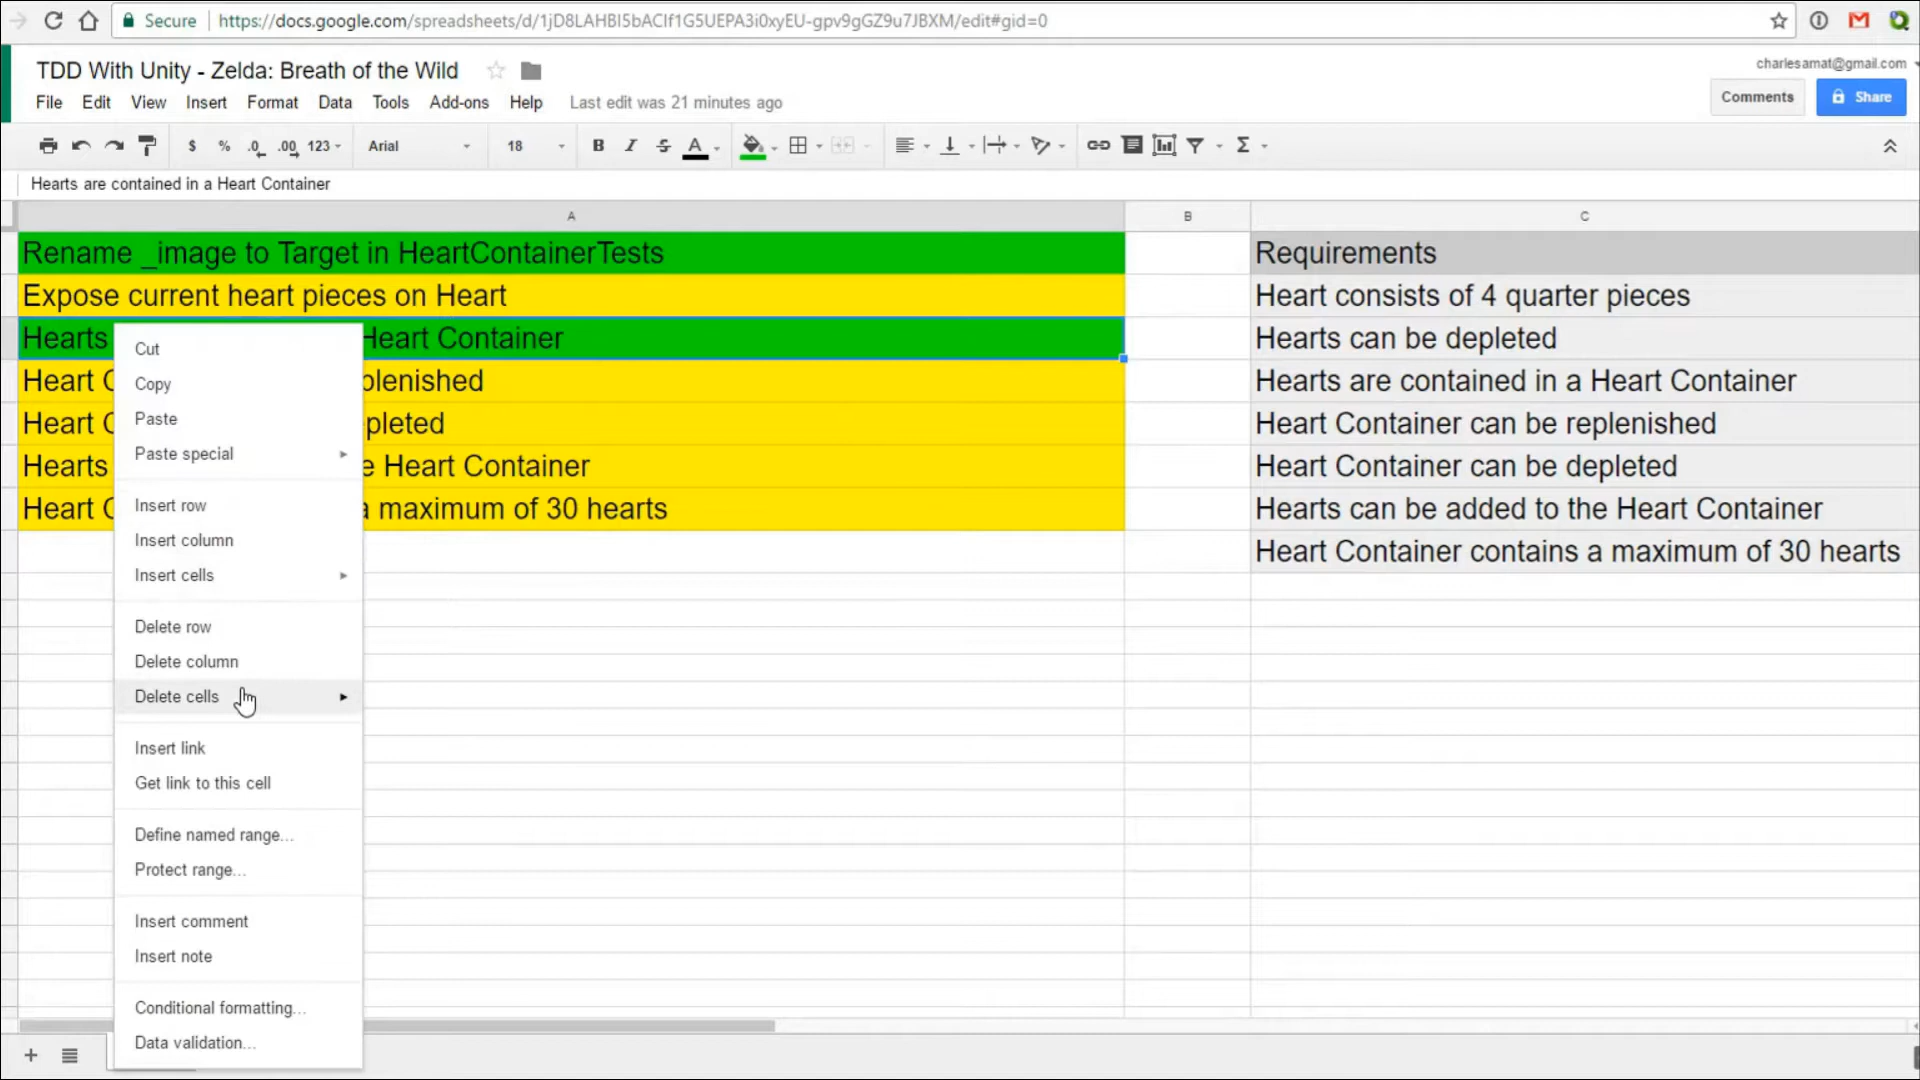 Secure https://docs.google.com/spreadsheets/d/1jD8LAHBI5bACIf1G5UEPA3i0xyEU-gpv9gGZ9u7JBXM/edit#gid=0
TDD With Unity - Zelda: Breath of the Wild
charlesamat@gmail.com
File Edit View Insert Format Data Tools Add-ons Help Last edit was 21 minutes ago
Comments Share
$ % .0 .00 123 Arial 18 B I S A Σ
Hearts are contained in a Heart Container
A B C
Rename _image to Target in HeartContainerTests
Expose current heart pieces on Heart
Hearts Heart Container
Heart C plenished
Heart C pleted
Hearts e Heart Container
Heart C a maximum of 30 hearts
Requirements
Heart consists of 4 quarter pieces
Hearts can be depleted
Hearts are contained in a Heart Container
Heart Container can be replenished
Heart Container can be depleted
Hearts can be added to the Heart Container
Heart Container contains a maximum of 30 hearts
Cut
Copy
Paste
Paste special
Insert row
Insert column
Insert cells
Delete row
Delete column
Delete cells
Insert link
Get link to this cell
Define named range...
Protect range...
Insert comment
Insert note
Conditional formatting...
Data validation...